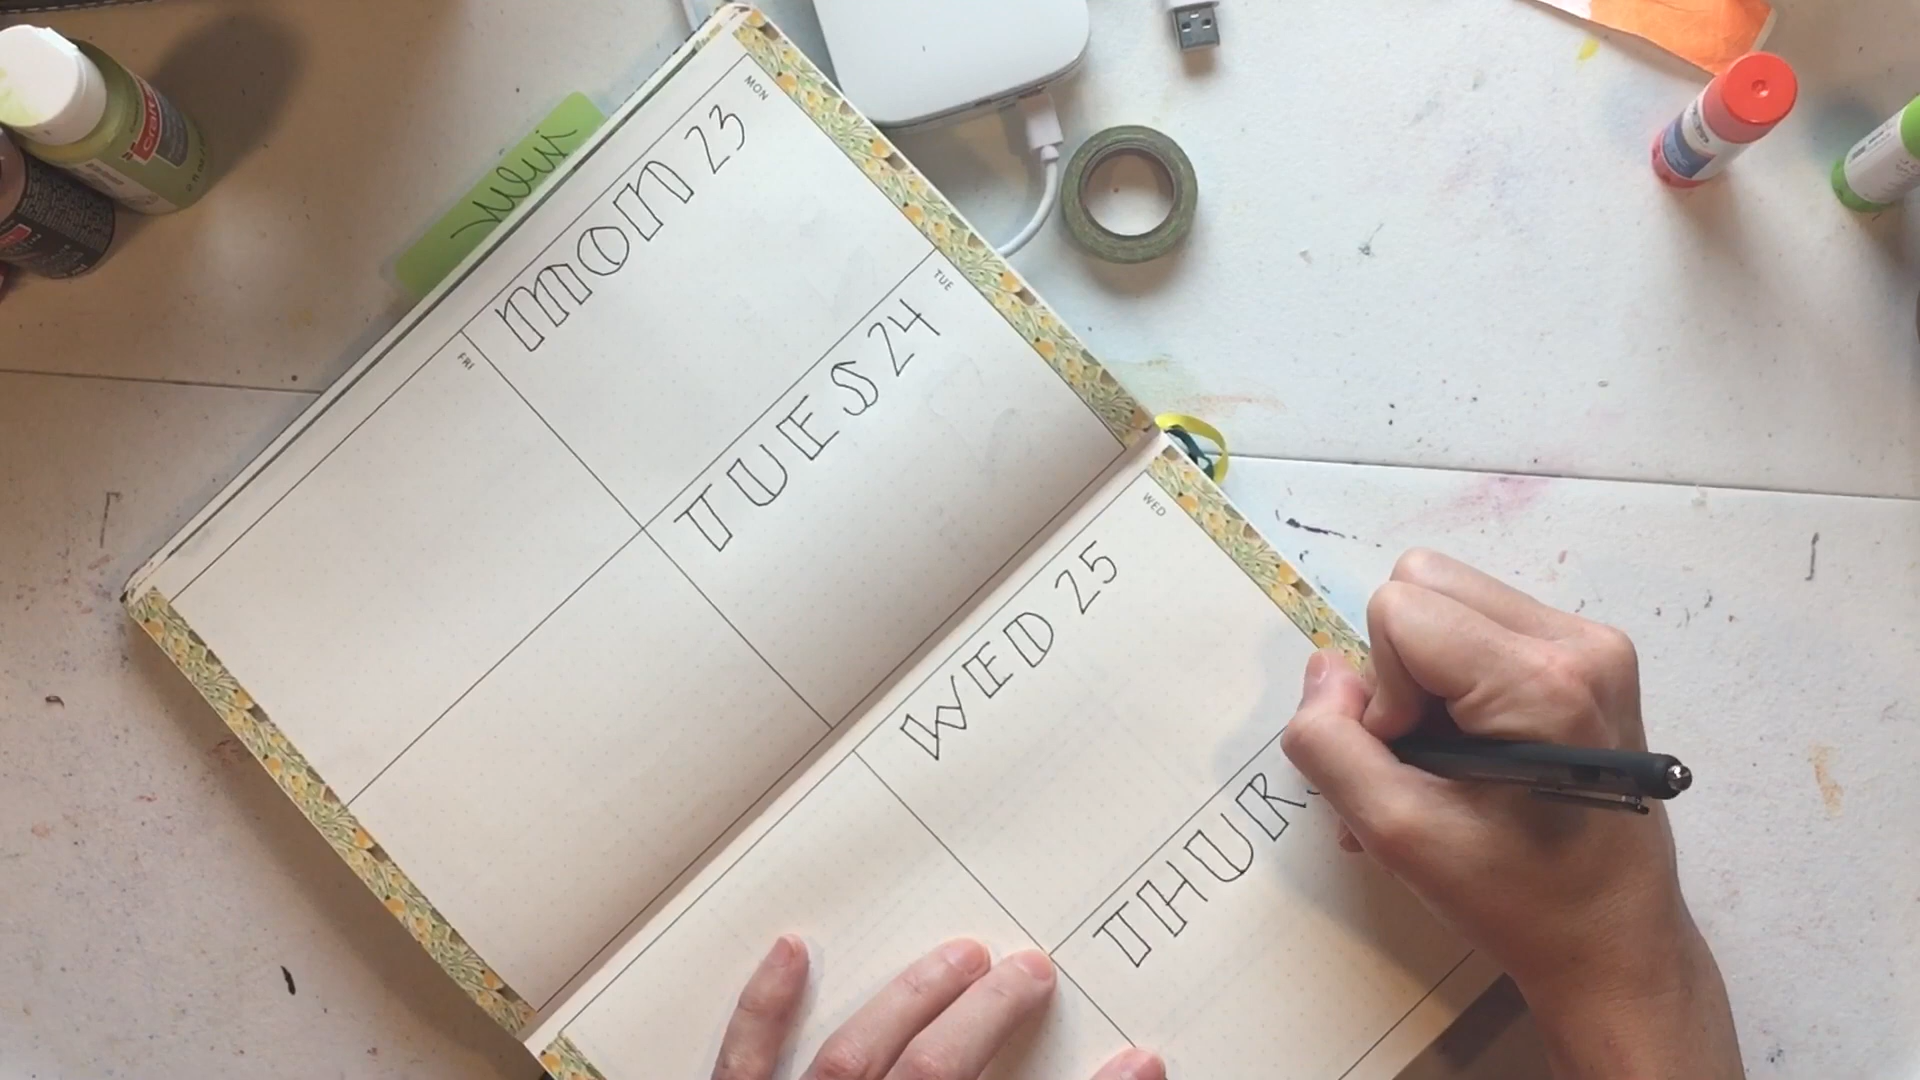 MON
MON 23
TUE
TUES 24
FRI
WED
WED 25
THUR